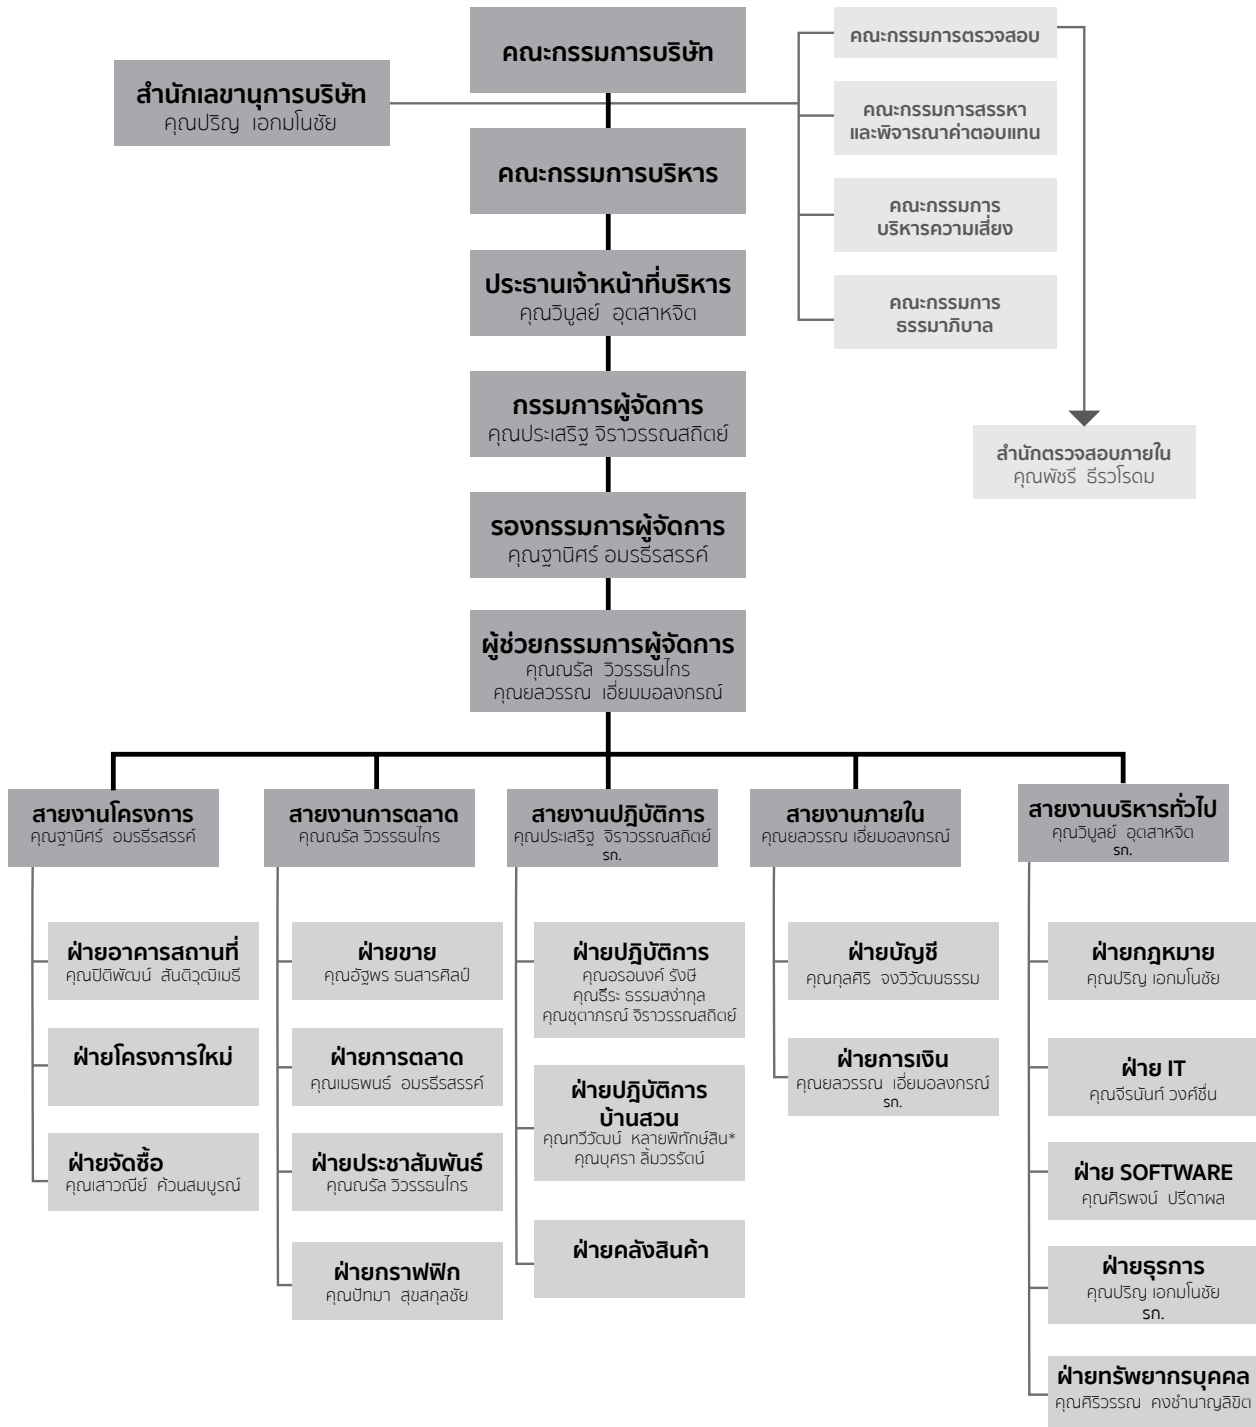 คณะกรรมการบริษัท
สำนักเลขานุการบริษัท
คุณปริญ เอกมโนชัย
คณะกรรมการตรวจสอบ
คณะกรรมการสรรหา
และพิจารณาค่าตอบแทน
คณะกรรมการ
บริหารความเสี่ยง
คณะกรรมการ
ธรรมาภิบาล
สำนักตรวจสอบภายใน
คุณพัชรี ธีรวโรดม
คณะกรรมการบริหาร
ประธานเจ้าหน้าที่บริหาร
คุณวิบูลย์ อุตสาหจิต
กรรมการผู้จัดการ
คุณประเสริฐ จิราวรรณสถิตย์
รองกรรมการผู้จัดการ
คุณฐานิศร์ อมรธีรสรรค์
ผู้ช่วยกรรมการผู้จัดการ
คุณณรัล วิวรรธนไกร
คุณยลวรรณ เอี่ยมมอลงกรณ์
สายงานโครงการ
คุณฐานิศร์ อมรธีรสรรค์
ฝ่ายอาคารสถานที่
คุณปิติพัฒน์ สันติวุฒิเมธี
ฝ่ายโครงการใหม่
ฝ่ายจัดซื้อ
คุณเสาวณีย์ ค้วนสมบูรณ์
สายงานการตลาด
คุณณรัล วิวรรธนไกร
ฝ่ายขาย
คุณอัฐพร ธนสารศิลป์
ฝ่ายการตลาด
คุณเมธพนธ์ อมรธีรสรรค์
ฝ่ายประชาสัมพันธ์
คุณณรัล วิวรรธนไกร
ฝ่ายกราฟฟิก
คุณปัทมา สุขสกุลชัย
สายงานปฎิบัติการ
คุณประเสริฐ จิราวรรณสถิตย์
รก.
ฝ่ายปฎิบัติการ
คุณอรอนงค์ รังษี
คุณธีระ ธรรมสง่ากุล
คุณชุตาภรณ์ จิราวรรณสถิตย์
ฝ่ายปฎิบัติการ
บ้านสวน
คุณทวีวัฒน์ หลายพิทักษ์สิน*
คุณบุศรา ลิ้มวรรัตน์
ฝ่ายคลังสินค้า
สายงานภายใน
คุณยลวรรณ เอี่ยมมอลงกรณ์
ฝ่ายบัญชี
คุณกุลศิริ จงวิวัฒนธรรม
ฝ่ายการเงิน
คุณยลวรรณ เอี่ยมมอลงกรณ์
รก.
สายงานบริหารทั่วไป
คุณวิบูลย์ อุตสาหจิต
รก.
ฝ่ายกฎหมาย
คุณปริญ เอกมโนชัย
ฝ่าย IT
คุณจีรนันท์ วงศ์ชื่น
ฝ่าย SOFTWARE
คุณศิรพจน์ ปรีดาผล
ฝ่ายธุรการ
คุณปริญ เอกมโนชัย
รก.
ฝ่ายทรัพยากรบุคคล
คุณศิริวรรณ คงชำนาญลิขิต